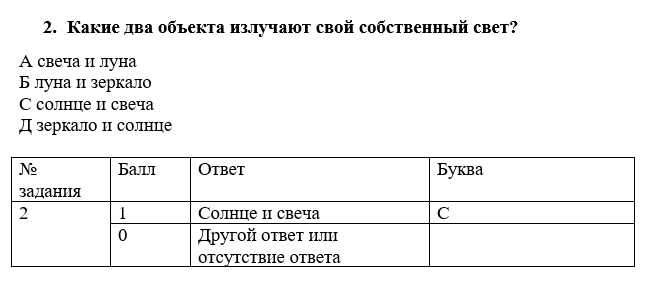 2. Какие два объекта излучают свой собственный свет?
А свеча и луна
Б луна и зеркало
С солнце и свеча
Д зеркало и солнце
№ задания Балл Ответ Буква
2 1 Солнце и свеча С
0 Другой ответ или отсутствие ответа